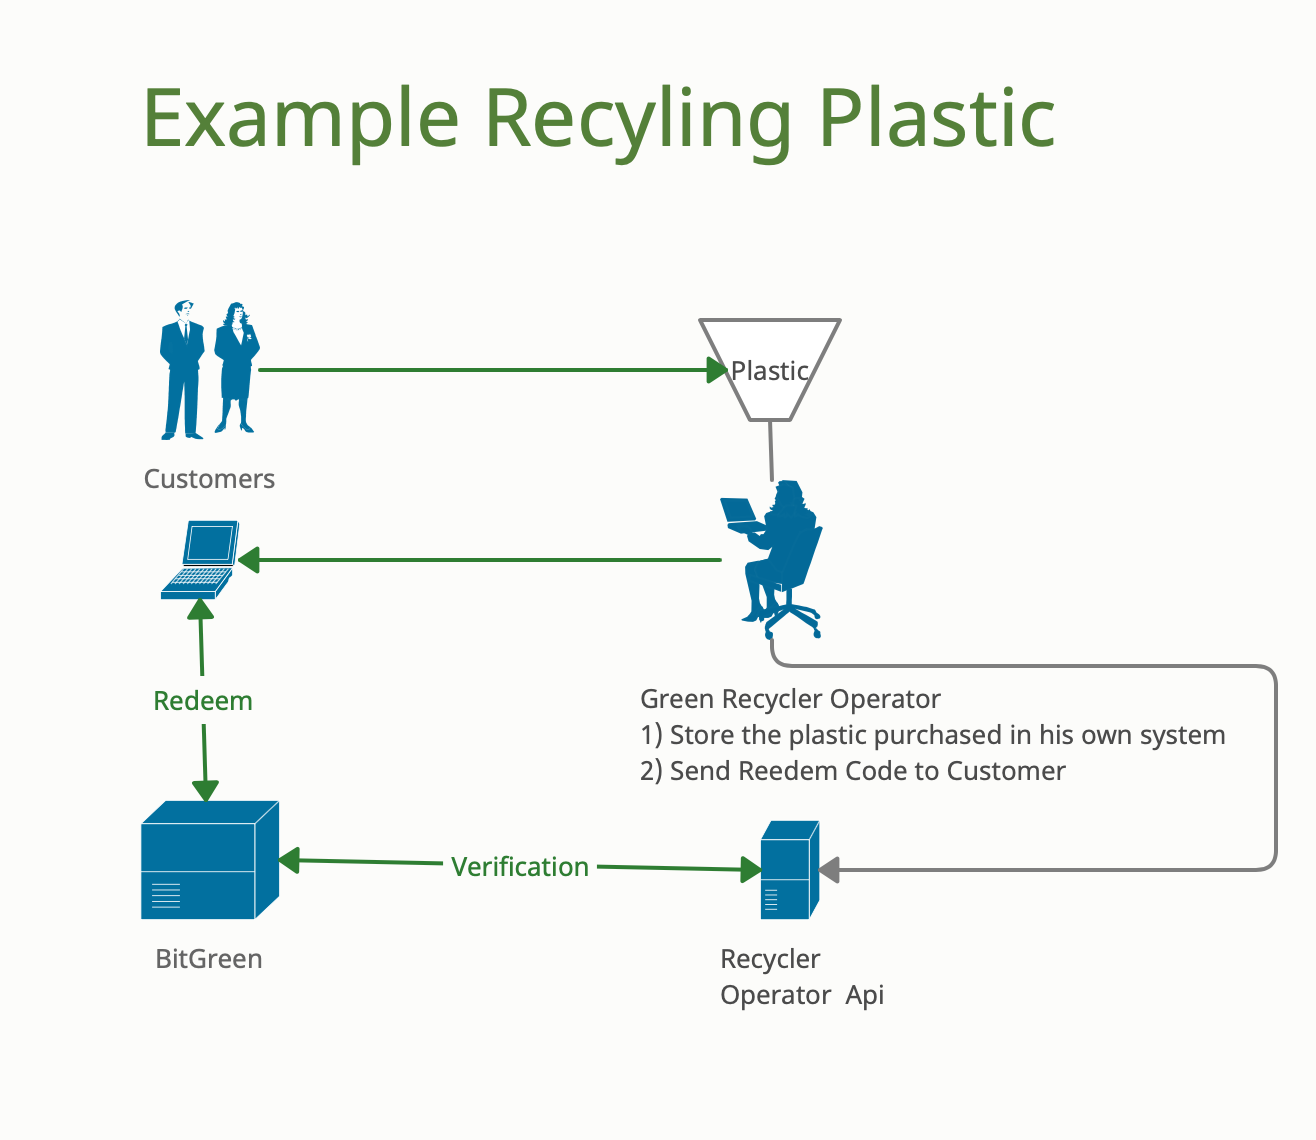 Example Recyling Plastic
Plastic
Customers
Redeem
Green Recycler Operator
1) Store the plastic purchased in his own system
2) Send Reedem Code to Customer
Verification
BitGreen
Recycler
Operator  Api